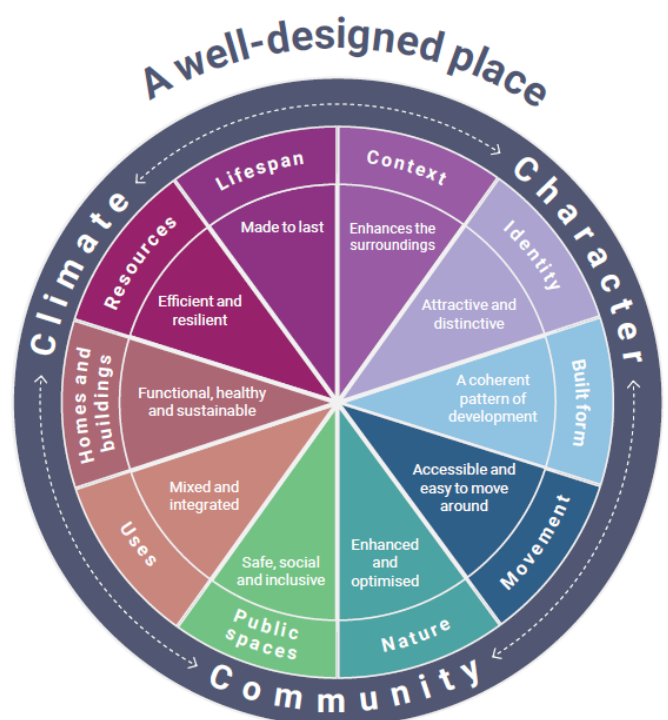 A well-designed place
Climate
Character
Community
Context
Enhances the
surroundings
Identity
Attractive and
distinctive
Built form
A coherent
pattern of
development
Movement
Accessible and
easy to move
around
Nature
Enhanced
and
optimised
Public
spaces
Safe, social
and inclusive
Uses
Mixed and
integrated
Homes and
buildings
Functional, healthy
and sustainable
Resources
Efficient and
resilient
Lifespan
Made to last